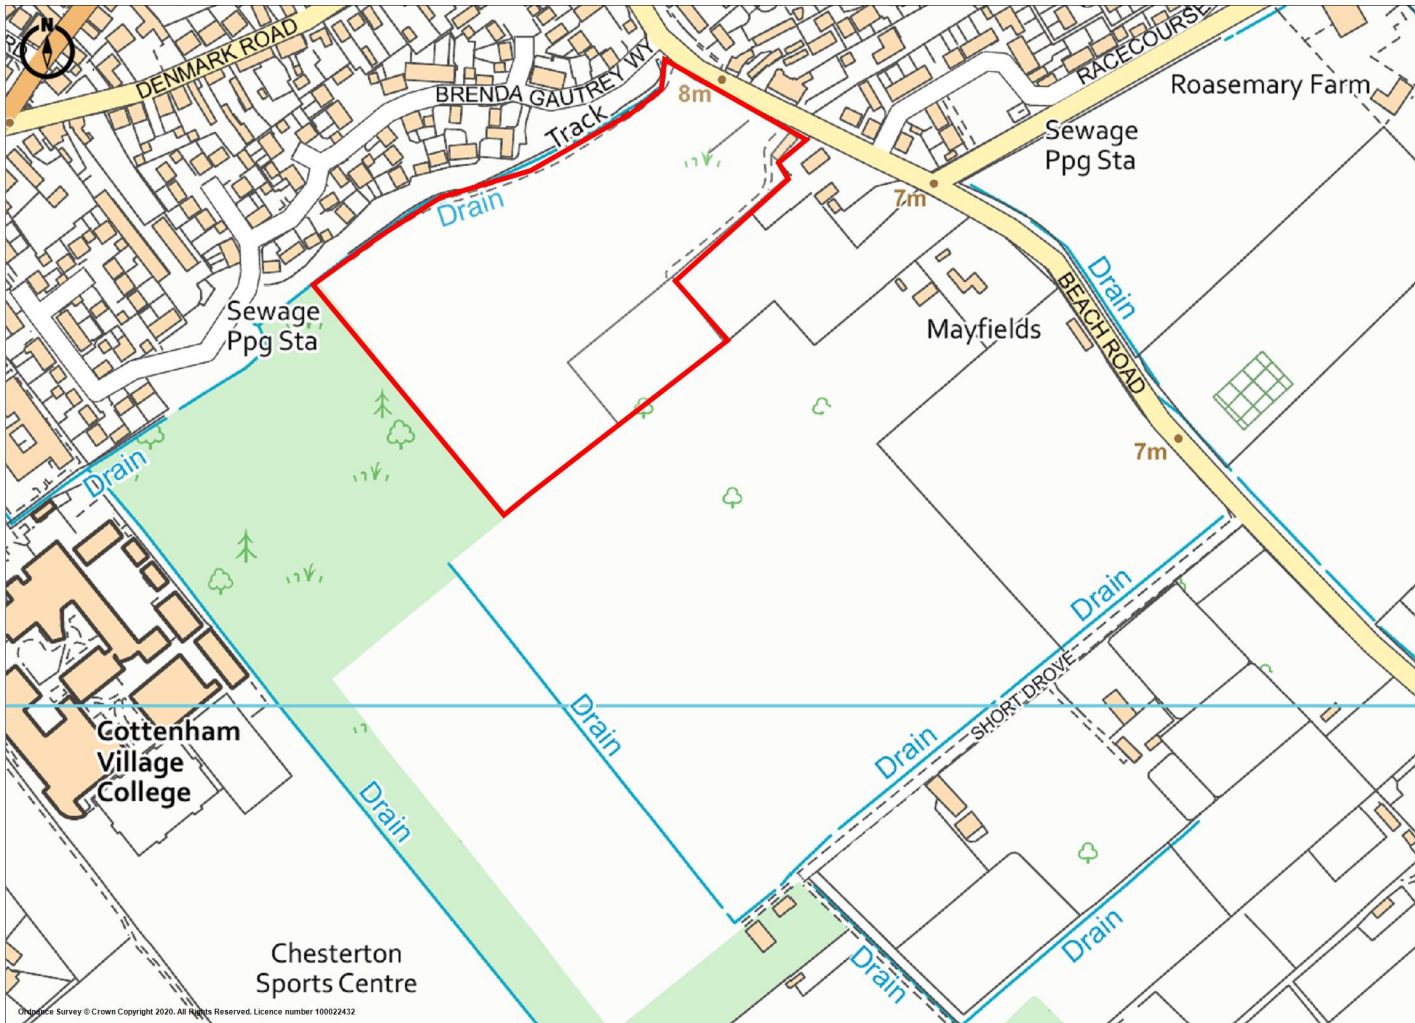 N
DENMARK ROAD
BRENDA GAUTREY WY
RACECOURSE
8m
Roasemary Farm
Track
Sewage
Ppg Sta
7m
Drain
Drain
Sewage
Ppg Sta
Mayfields
BEACH ROAD
7m
Drain
Drain
SHORT DROVE
Drain
Drain
Cottenham
Village
College
Drain
Drain
Drain
Chesterton
Sports Centre
Ordnance Survey © Crown Copyright 2020. All Rights Reserved. Licence number 100022432